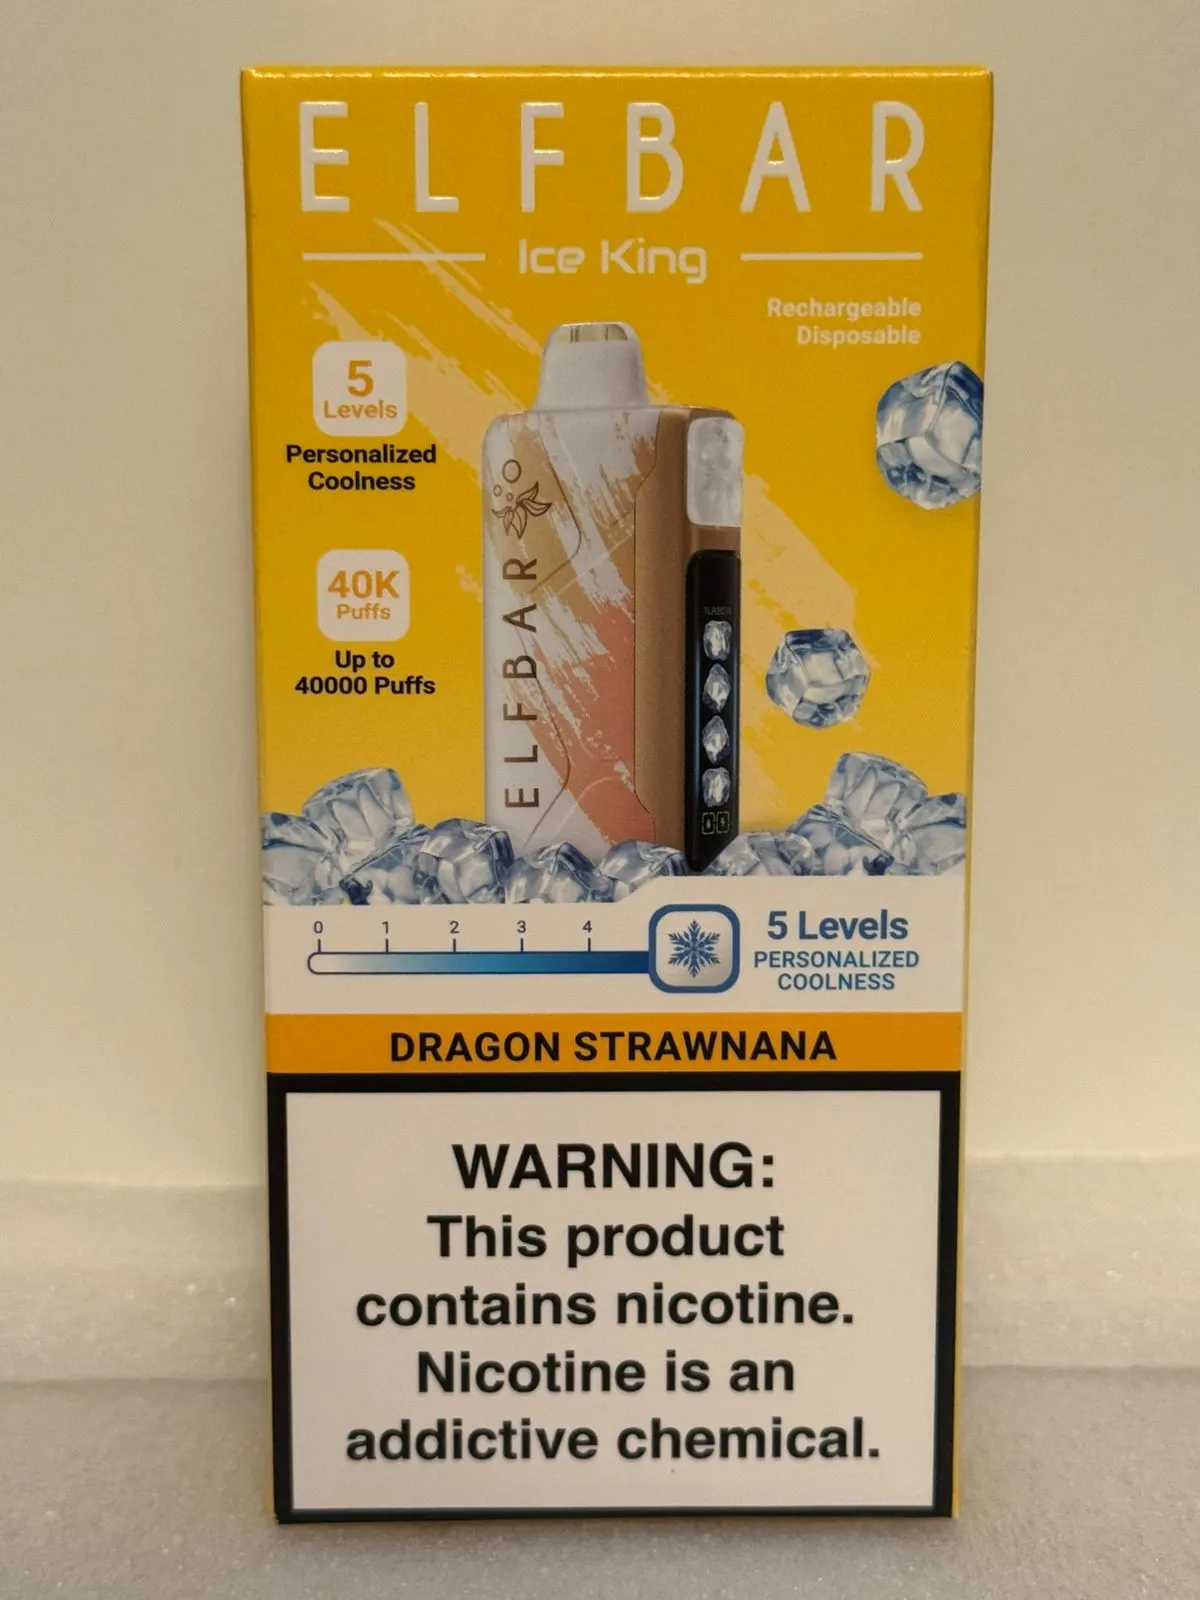 ELFBAR
Ice King
Rechargeable
Disposable
5
Levels
Personalized
Coolness
40K
Puffs
Up to
40000 Puffs
ELFBAR
0 1 2 3 4
5 Levels
PERSONALIZED
COOLNESS
DRAGON STRAWNANA
WARNING:
This product
contains nicotine.
Nicotine is an
addictive chemical.